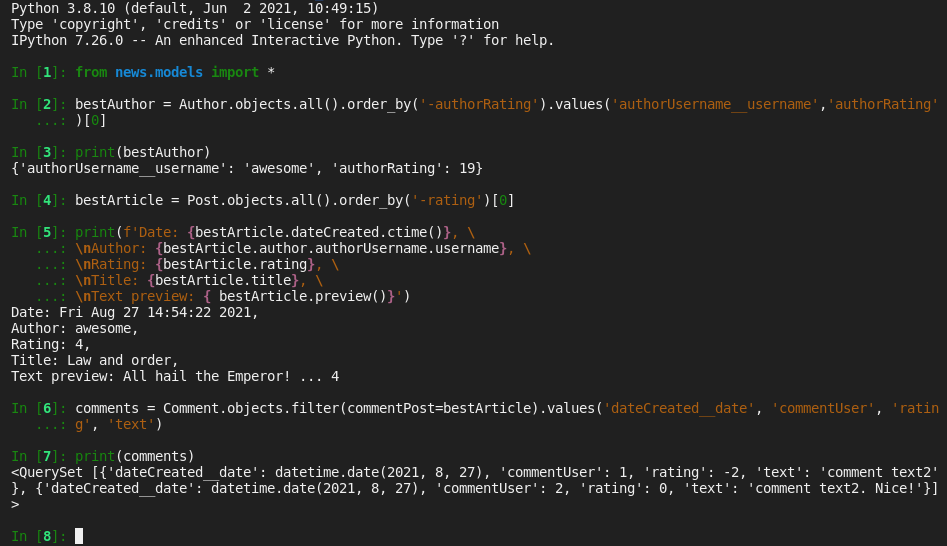 Python 3.8.10 (default, Jun  2 2021, 10:49:15)
Type 'copyright', 'credits' or 'license' for more information
IPython 7.26.0 -- An enhanced Interactive Python. Type '?' for help.
In [1]: from news.models import *
In [2]: bestAuthor = Author.objects.all().order_by('-authorRating').values('authorUsername__username','authorRating'
   ...: )[0]
In [3]: print(bestAuthor)
{'authorUsername__username': 'awesome', 'authorRating': 19}
In [4]: bestArticle = Post.objects.all().order_by('-rating')[0]
In [5]: print(f'Date: {bestArticle.dateCreated.ctime()}, \
   ...: \nAuthor: {bestArticle.author.authorUsername.username}, \
   ...: \nRating: {bestArticle.rating}, \
   ...: \nTitle: {bestArticle.title}, \
   ...: \nText preview: { bestArticle.preview()}')
Date: Fri Aug 27 14:54:22 2021,
Author: awesome,
Rating: 4,
Title: Law and order,
Text preview: All hail the Emperor! ... 4
In [6]: comments = Comment.objects.filter(commentPost=bestArticle).values('dateCreated__date', 'commentUser', 'ratin
   ...: g', 'text')
In [7]: print(comments)
<QuerySet [{'dateCreated__date': datetime.date(2021, 8, 27), 'commentUser': 1, 'rating': -2, 'text': 'comment text2'
}, {'dateCreated__date': datetime.date(2021, 8, 27), 'commentUser': 2, 'rating': 0, 'text': 'comment text2. Nice!'}]
>
In [8]: